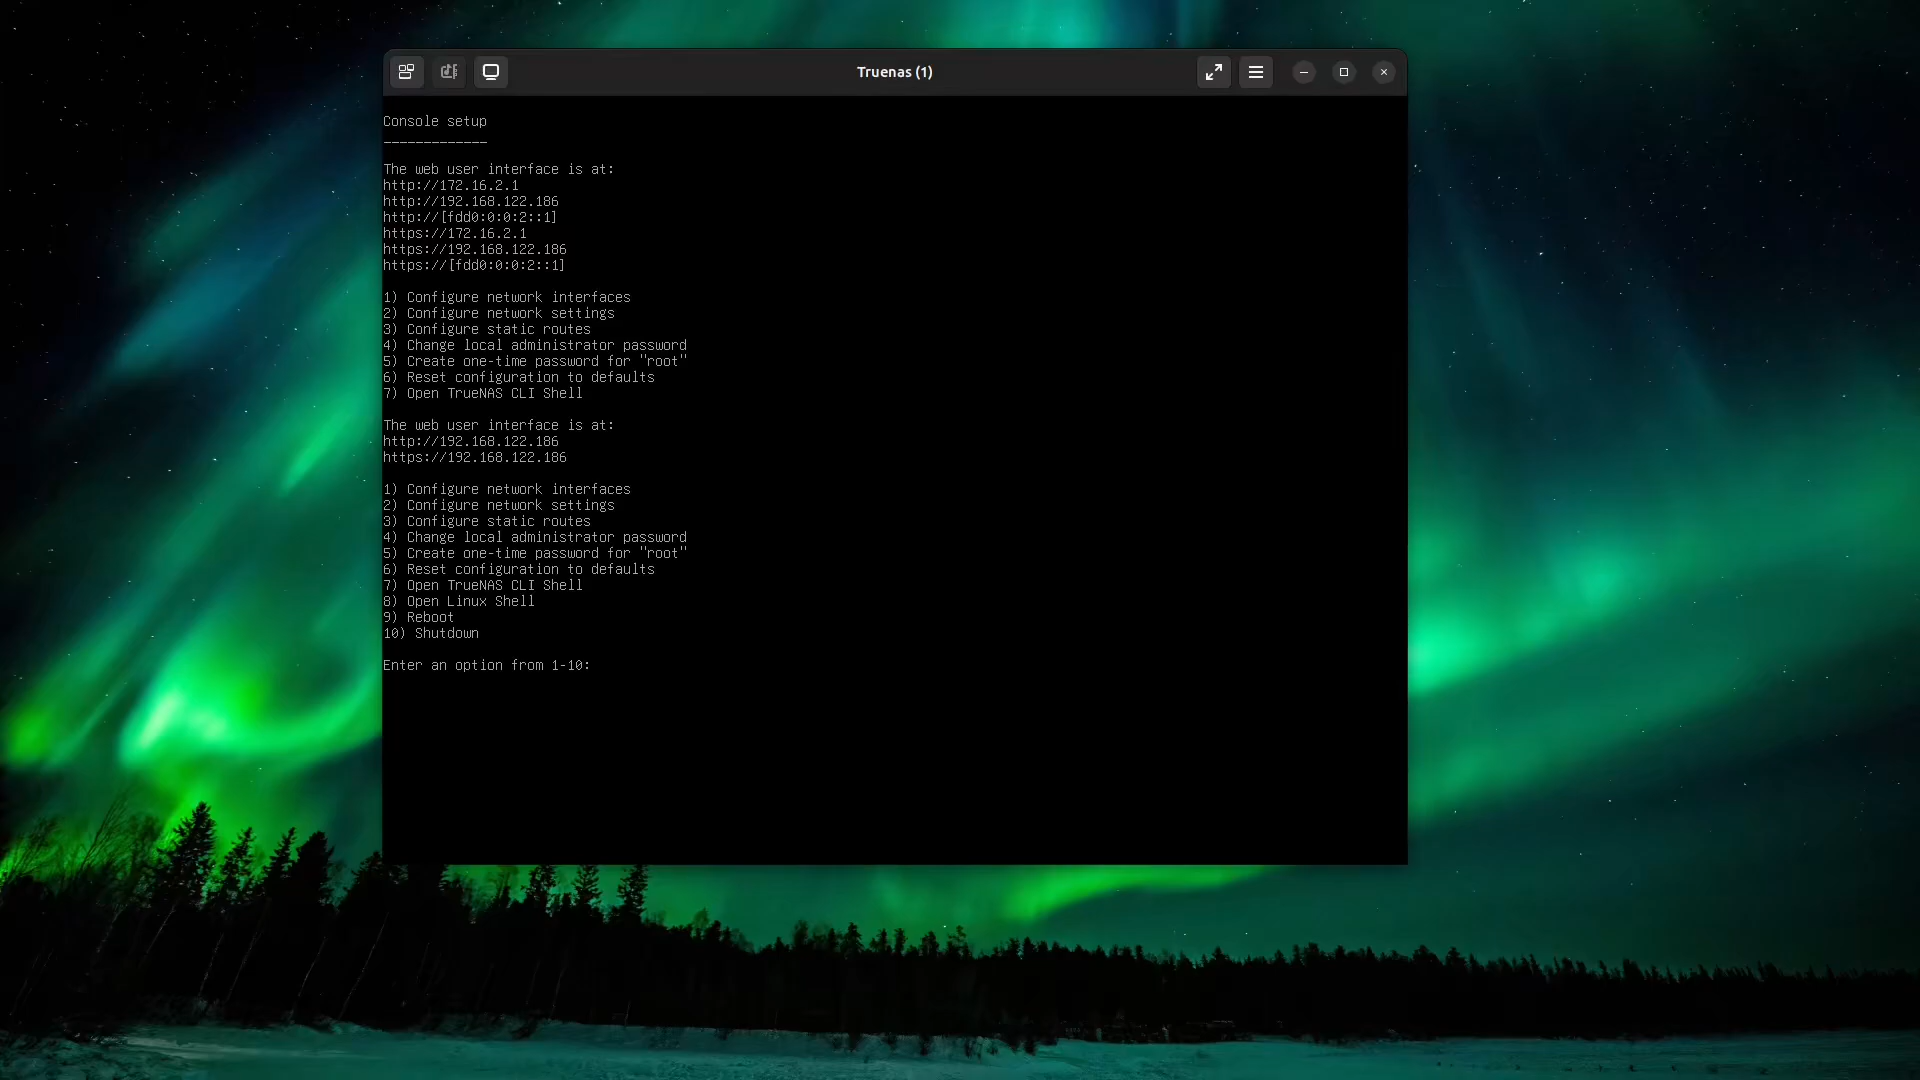 Truenas (1)
Console setup
-------------
The web user interface is at:
http://172.16.2.1
http://192.168.122.186
http://[fdd0:0:0:2::1]
https://172.16.2.1
https://192.168.122.186
https://[fdd0:0:0:2::1]
1) Configure network interfaces
2) Configure network settings
3) Configure static routes
4) Change local administrator password
5) Create one-time password for "root"
6) Reset configuration to defaults
7) Open TrueNAS CLI Shell
The web user interface is at:
http://192.168.122.186
https://192.168.122.186
1) Configure network interfaces
2) Configure network settings
3) Configure static routes
4) Change local administrator password
5) Create one-time password for "root"
6) Reset configuration to defaults
7) Open TrueNAS CLI Shell
8) Open Linux Shell
9) Reboot
10) Shutdown
Enter an option from 1-10: